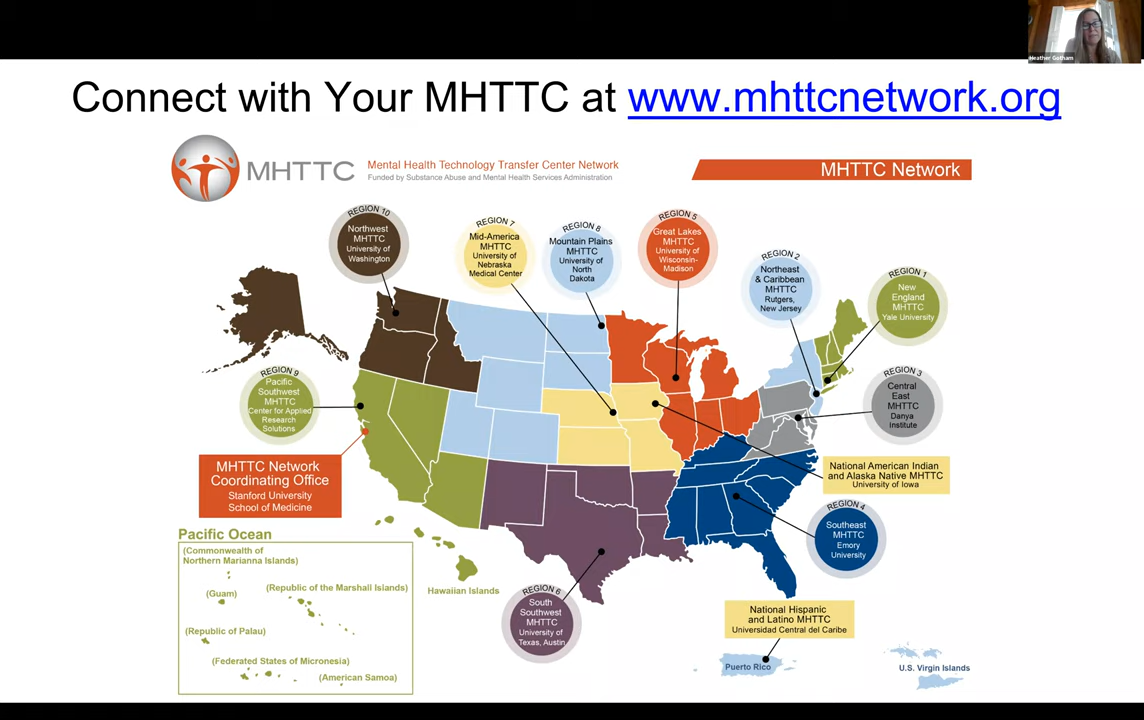 Heather Gotham
Connect with Your MHTTC at www.mhttcnetwork.org
MHTTC
Mental Health Technology Transfer Center Network
Funded by Substance Abuse and Mental Health Services Administration
MHTTC Network
REGION 10
Northwest
MHTTC
University of
Washington
REGION 7
Mid-America
MHTTC
University of
Nebraska
Medical Center
REGION 8
Mountain Plains
MHTTC
University of
North
Dakota
REGION 5
Great Lakes
MHTTC
University of
Wisconsin-
Madison
REGION 2
Northeast
& Caribbean
MHTTC
Rutgers,
New Jersey
REGION 1
New
England
MHTTC
Yale University
REGION 9
Pacific
Southwest
MHTTC
Center for Applied
Research
Solutions
REGION 3
Central
East
MHTTC
Danya
Institute
MHTTC Network
Coordinating Office
Stanford University
School of Medicine
National American Indian
and Alaska Native MHTTC
University of Iowa
REGION 4
Southeast
MHTTC
Emory
University
Pacific Ocean
(Commonwealth of
Northern Marianna Islands)
(Guam)
(Republic of the Marshall Islands)
(Republic of Palau)
(Federated States of Micronesia)
(American Samoa)
Hawaiian Islands
REGION 6
South
Southwest
MHTTC
University of
Texas, Austin
National Hispanic
and Latino MHTTC
Universidad Central del Caribe
Puerto Rico
U.S. Virgin Islands